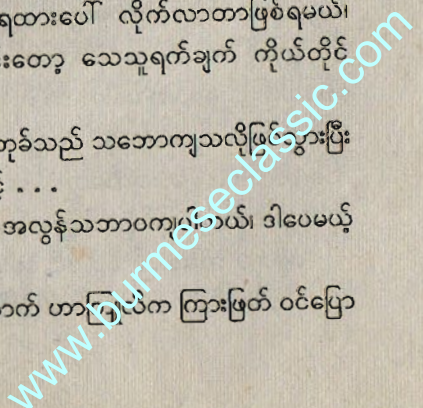 ရထားပေါ် လိုက်လာတာဖြစ်ရမယ်၊
းတော့ သေသူရက်ချက် ကိုယ်တိုင်
ာုခ်သည် သဘောကျသလိုဖြစ်သွားပြီး
. . .
အလွန်သဘာဝကျပါတယ်၊ ဒါပေမယ့်
ာက် ဟာကြူလီက ကြားဖြတ် ဝင်ပြော
www.burmeseclassic.com